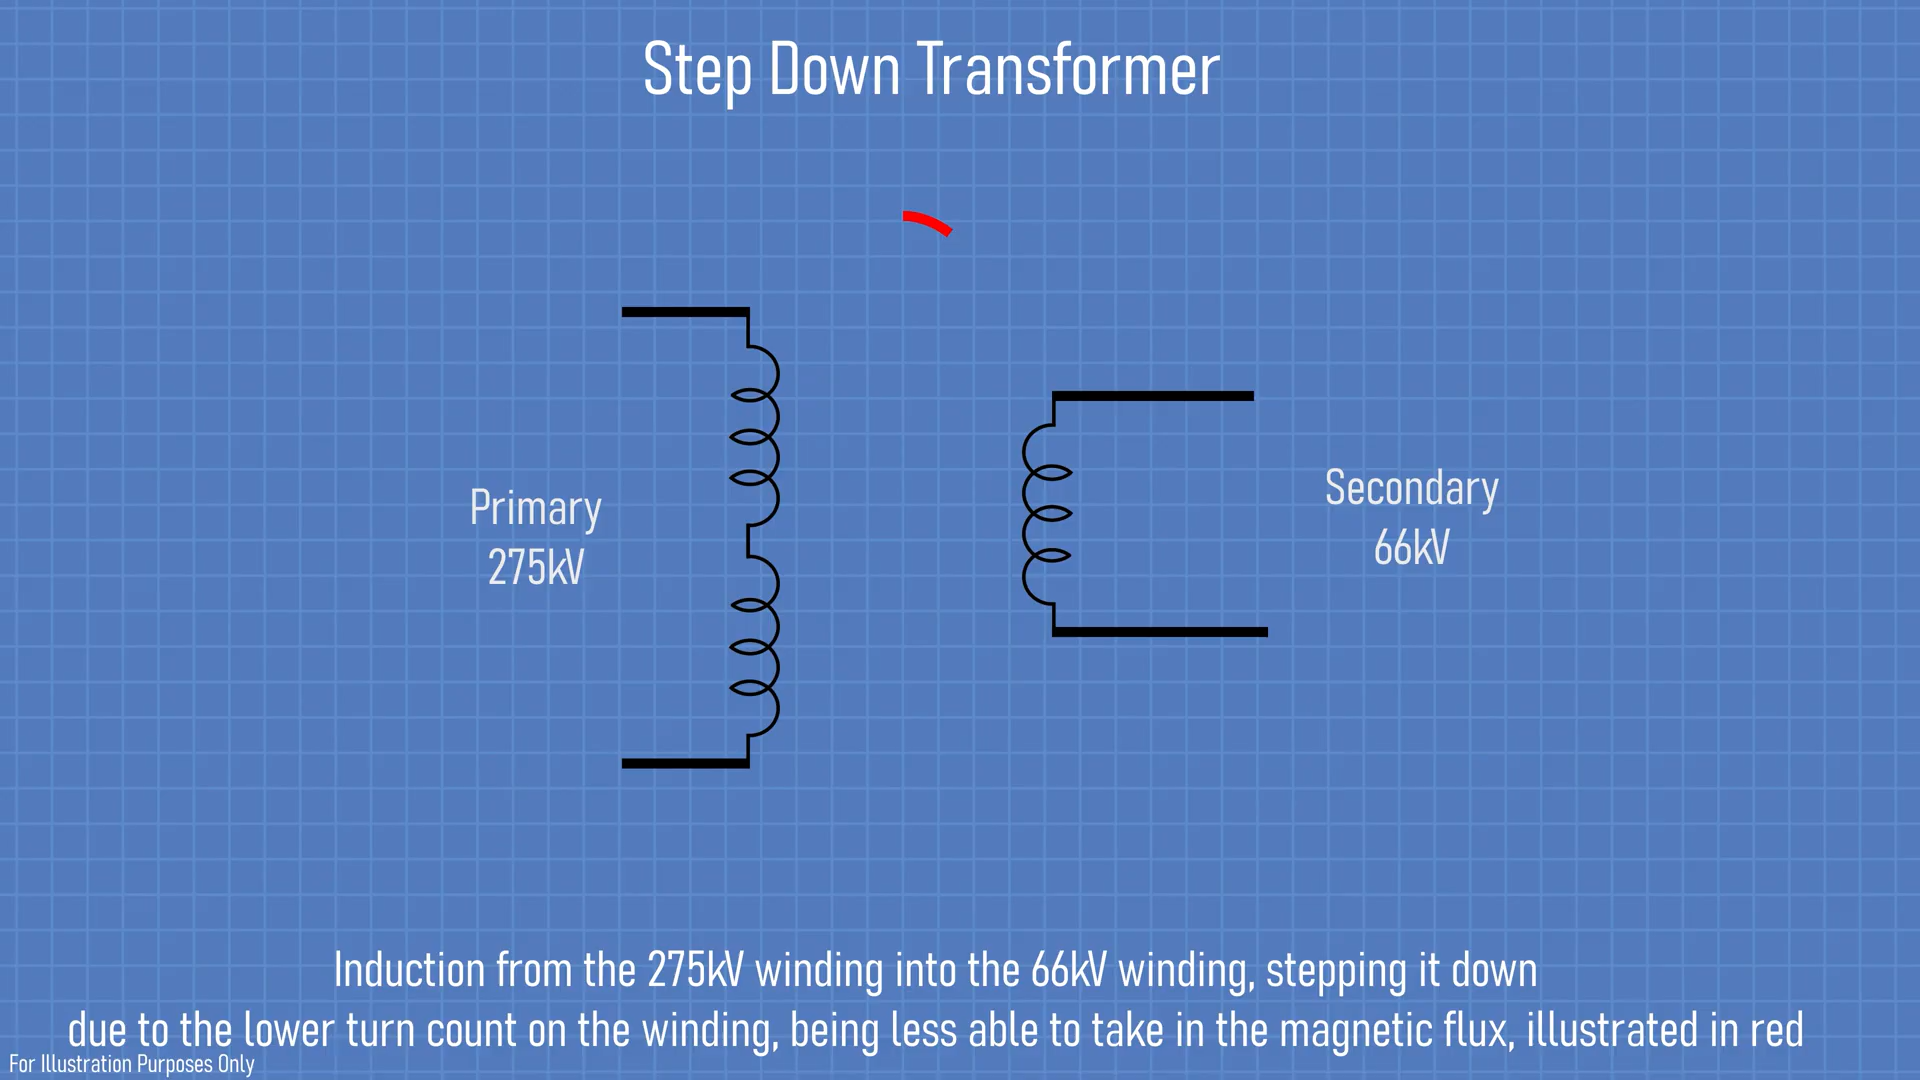 Step Down Transformer
Primary
275kV
Secondary
66kV
Induction from the 275kV winding into the 66kV winding, stepping it down
due to the lower turn count on the winding, being less able to take in the magnetic flux, illustrated in red
For Illustration Purposes Only